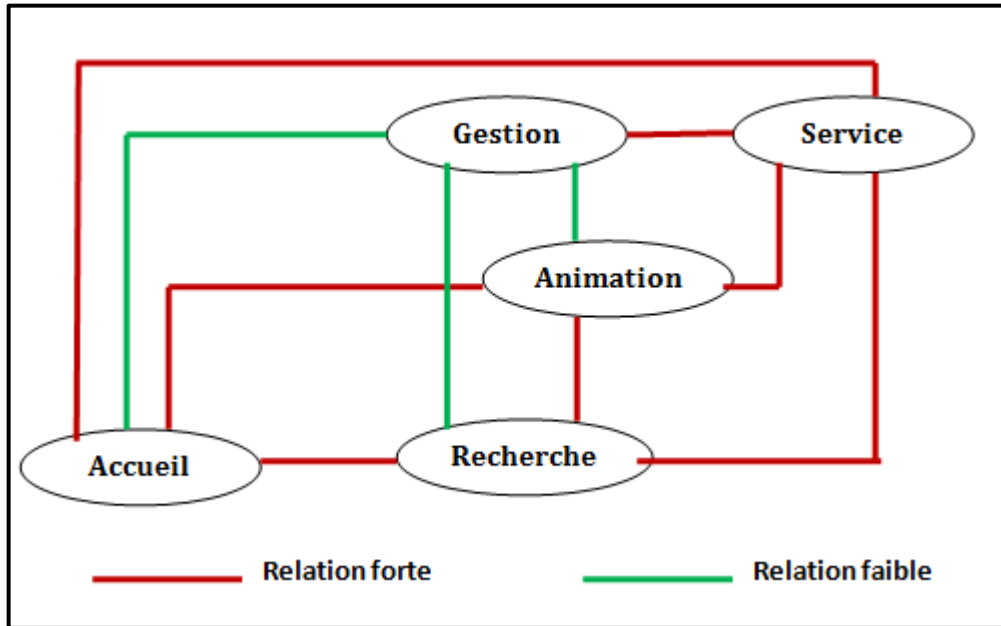 Gestion
Service
Animation
Accueil
Recherche
Relation forte
Relation faible